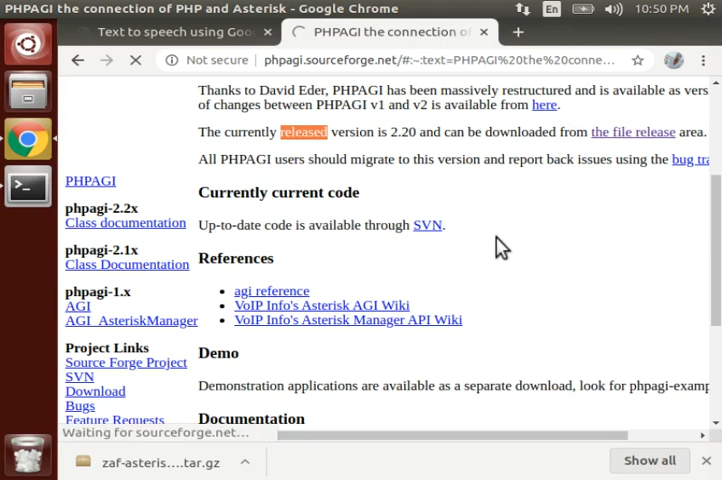 PHPAGI the connection of PHP and Asterisk - Google Chrome
En
10:50 PM
Text to speech using Goo
PHPAGI the connection of
Not secure
phpagi.sourceforge.net/#:~:text=PHPAGI%20the%20conne...
Thanks to David Eder, PHPAGI has been massively restructured and is available as vers
of changes between PHPAGI v1 and v2 is available from here.
The currently released version is 2.20 and can be downloaded from the file release area.
All PHPAGI users should migrate to this version and report back issues using the bug tra
PHPAGI
phpagi-2.2x
Class documentation
phpagi-2.1x
Class Documentation
phpagi-1.x
AGI
AGI_AsteriskManager
Project Links
Source Forge Project
SVN
Download
Bugs
Feature Requests
Currently current code
Up-to-date code is available through SVN.
References
• agi reference
• VoIP Info's Asterisk AGI Wiki
• VoIP Info's Asterisk Manager API Wiki
Demo
Demonstration applications are available as a separate download, look for phpagi-examp
Documentation
Waiting for sourceforge.net...
zaf-asteris....tar.gz
Show all